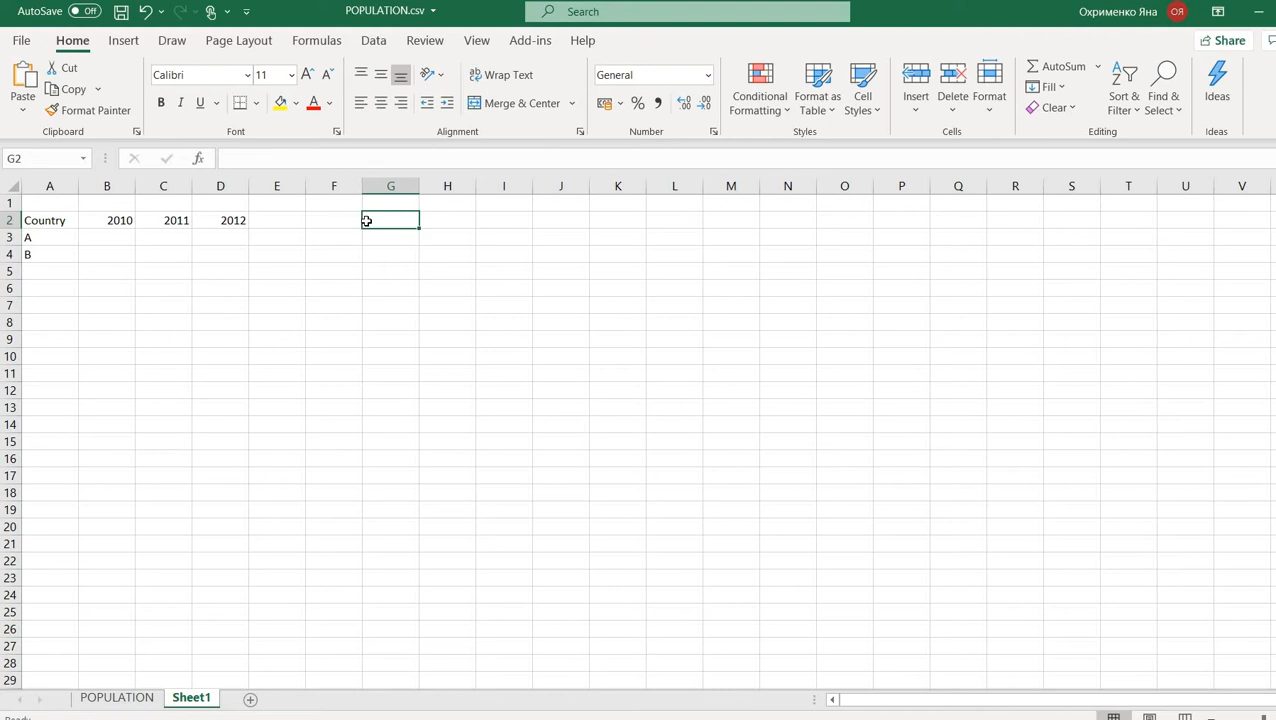 AutoSave Off POPULATION.csv Search Охрименко Яна ОЯ
File Home Insert Draw Page Layout Formulas Data Review View Add-ins Help Share
Paste Cut Copy Format Painter
Calibri 11 A A
B I U A
Wrap Text
Merge & Center
General
% 9
Conditional Formatting Format as Table Cell Styles
Insert Delete Format
AutoSum
Fill
Clear
Sort & Filter Find & Select
Ideas
Clipboard Font Alignment Number Styles Cells Editing Ideas
G2 fx
A B C D E F G H I J K L M N O P Q R S T U V
1
2 Country 2010 2011 2012
3 A
4 B
5
6
7
8
9
10
11
12
13
14
15
16
17
18
19
20
21
22
23
24
25
26
27
28
29
POPULATION Sheet1